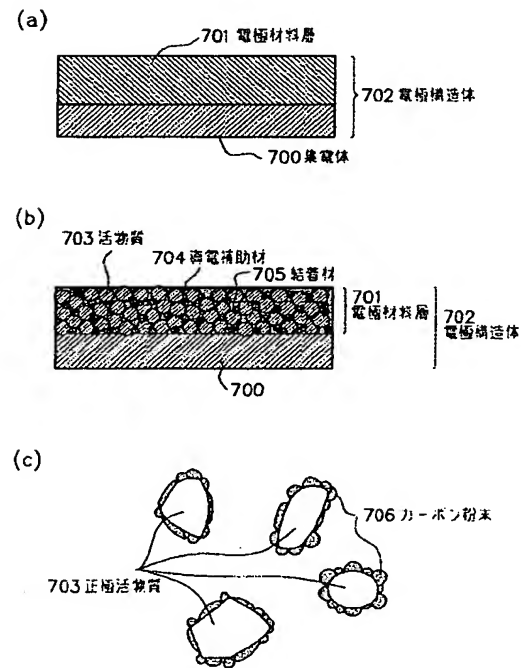 (a)
701 電極材料層
702 電極構造体
700 集電体
(b)
703 活物質
704 導電補助材
705 結着材
701
電極材料層
702
電極構造体
700
(c)
706 カーボン粉末
703 正極活物質